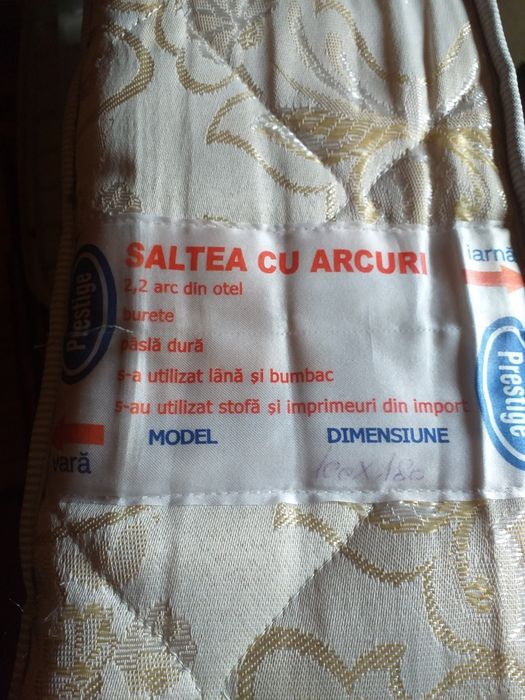 SALTEA CU ARCURI
iarnă
2,2 arc din otel
burete
pâslă dură
s-a utilizat lână și bumbac
s-au utilizat stofă și imprimeuri din import
Prestige
Prestige
vară
MODEL DIMENSIUNE
100x180